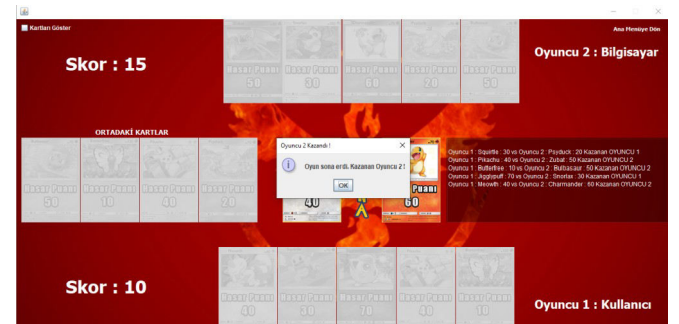 Kartları Göster
Ana Menüye Dön
Skor : 15
Oyuncu 2 : Bilgisayar
Hasar Puanı Hasar Puanı Hasar Puanı Hasar Puanı Hasar Puanı
50 30 60 20 50
ORTADAKİ KARTLAR
Oyuncu 2 Kazandı !
Oyun sona erdi. Kazanan Oyuncu 2 !
OK
Hasar Puanı Hasar Puanı Hasar Puanı Hasar Puanı
50 10 40 20
Puanı
40 60
Oyuncu 1 : Squirtle : 30 vs Oyuncu 2 : Psyduck : 20 Kazanan OYUNCU 1
Oyuncu 1 : Pikachu : 40 vs Oyuncu 2 : Zubat : 50 Kazanan OYUNCU 2
Oyuncu 1 : Butterfree : 10 vs Oyuncu 2 : Bulbasaur : 50 Kazanan OYUNCU 2
Oyuncu 1 : Jigglypuff : 70 vs Oyuncu 2 : Snorlax : 30 Kazanan OYUNCU 1
Oyuncu 1 : Meowth : 40 vs Oyuncu 2 : Charmander : 60 Kazanan OYUNCU 2
Hasar Puanı Hasar Puanı Hasar Puanı Hasar Puanı Hasar Puanı
40 30 70 40 10
Skor : 10
Oyuncu 1 : Kullanıcı